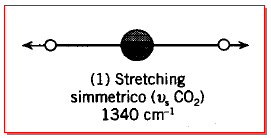 (1) Stretching
simmetrico (υs CO2)
1340 cm-1